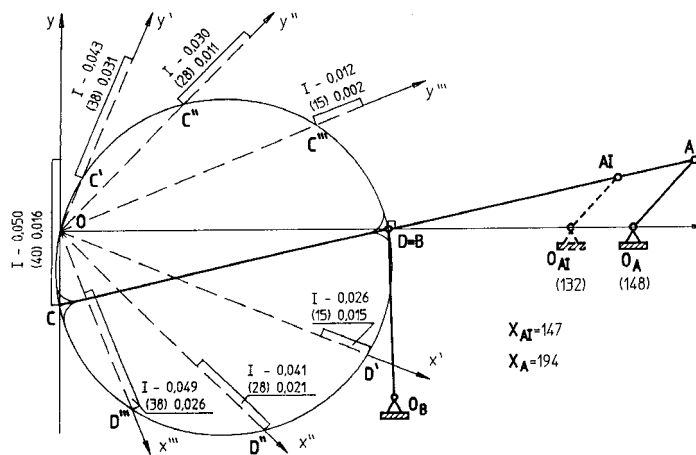 y y' y'' y'''
I - 0,043
(38) 0,031
I - 0,030
(28) 0,011
I - 0,012
(15) 0,002
C' C'' C'''
I - 0,050
(40) 0,016
O
C
D=B
AI
A
O_AI
(132)
O_A
(148)
I - 0,026
(15) 0,015
X_AI=147
X_A=194
D' x'
I - 0,041
(28) 0,021
I - 0,049
(38) 0,026
O_B
D''' x'''
D'' x''